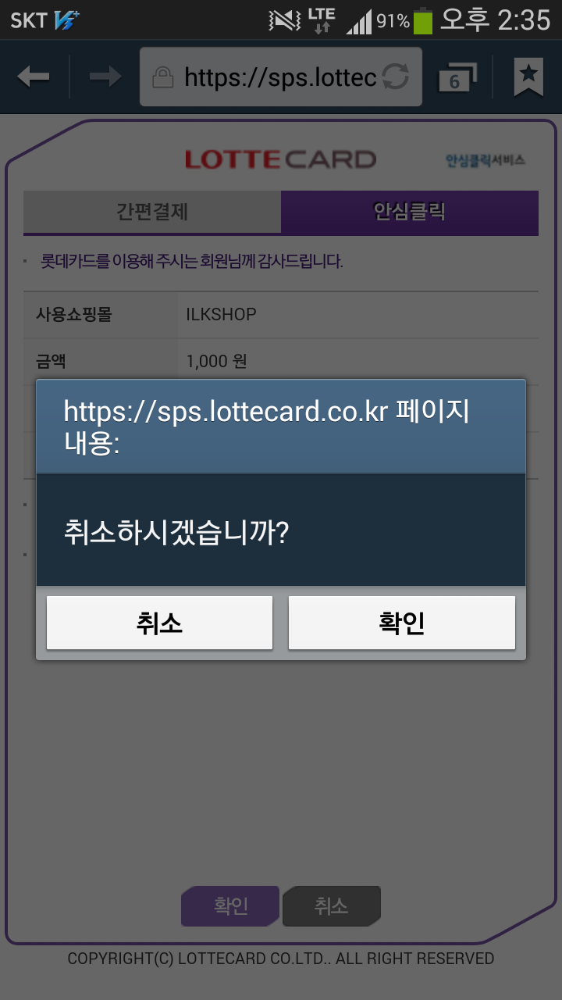 SKT V3+ LTE 91% 오후 2:35
https://sps.lottec 6
LOTTECARD 안심클릭서비스
간편결제 안심클릭
롯데카드를 이용해 주시는 회원님께 감사드립니다.
사용쇼핑몰 ILKSHOP
금액 1,000 원
https://sps.lottecard.co.kr 페이지
내용:
취소하시겠습니까?
취소 확인
확인 취소
COPYRIGHT(C) LOTTECARD CO.LTD.. ALL RIGHT RESERVED